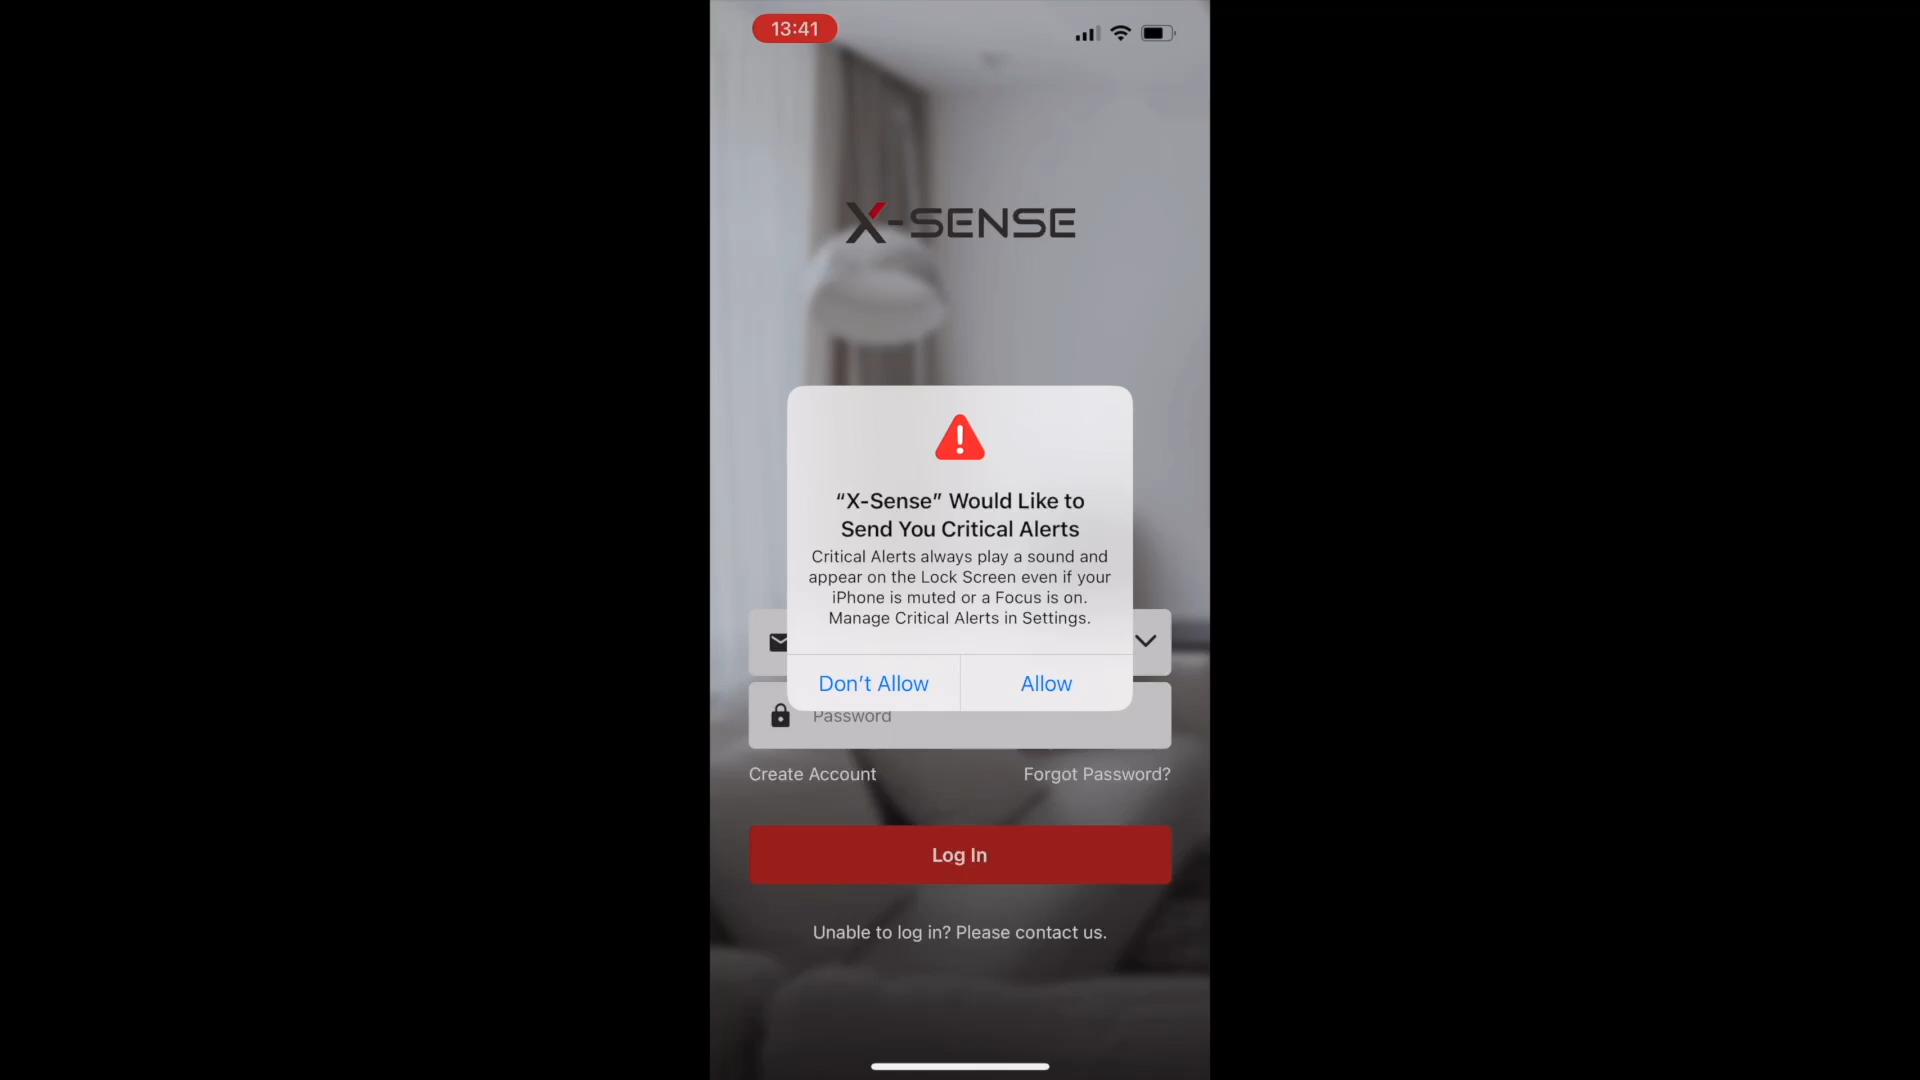 13:41
X-SENSE
“X-Sense” Would Like to
Send You Critical Alerts
Critical Alerts always play a sound and
appear on the Lock Screen even if your
iPhone is muted or a Focus is on.
Manage Critical Alerts in Settings.
Don’t Allow Allow
Password
Create Account Forgot Password?
Log In
Unable to log in? Please contact us.